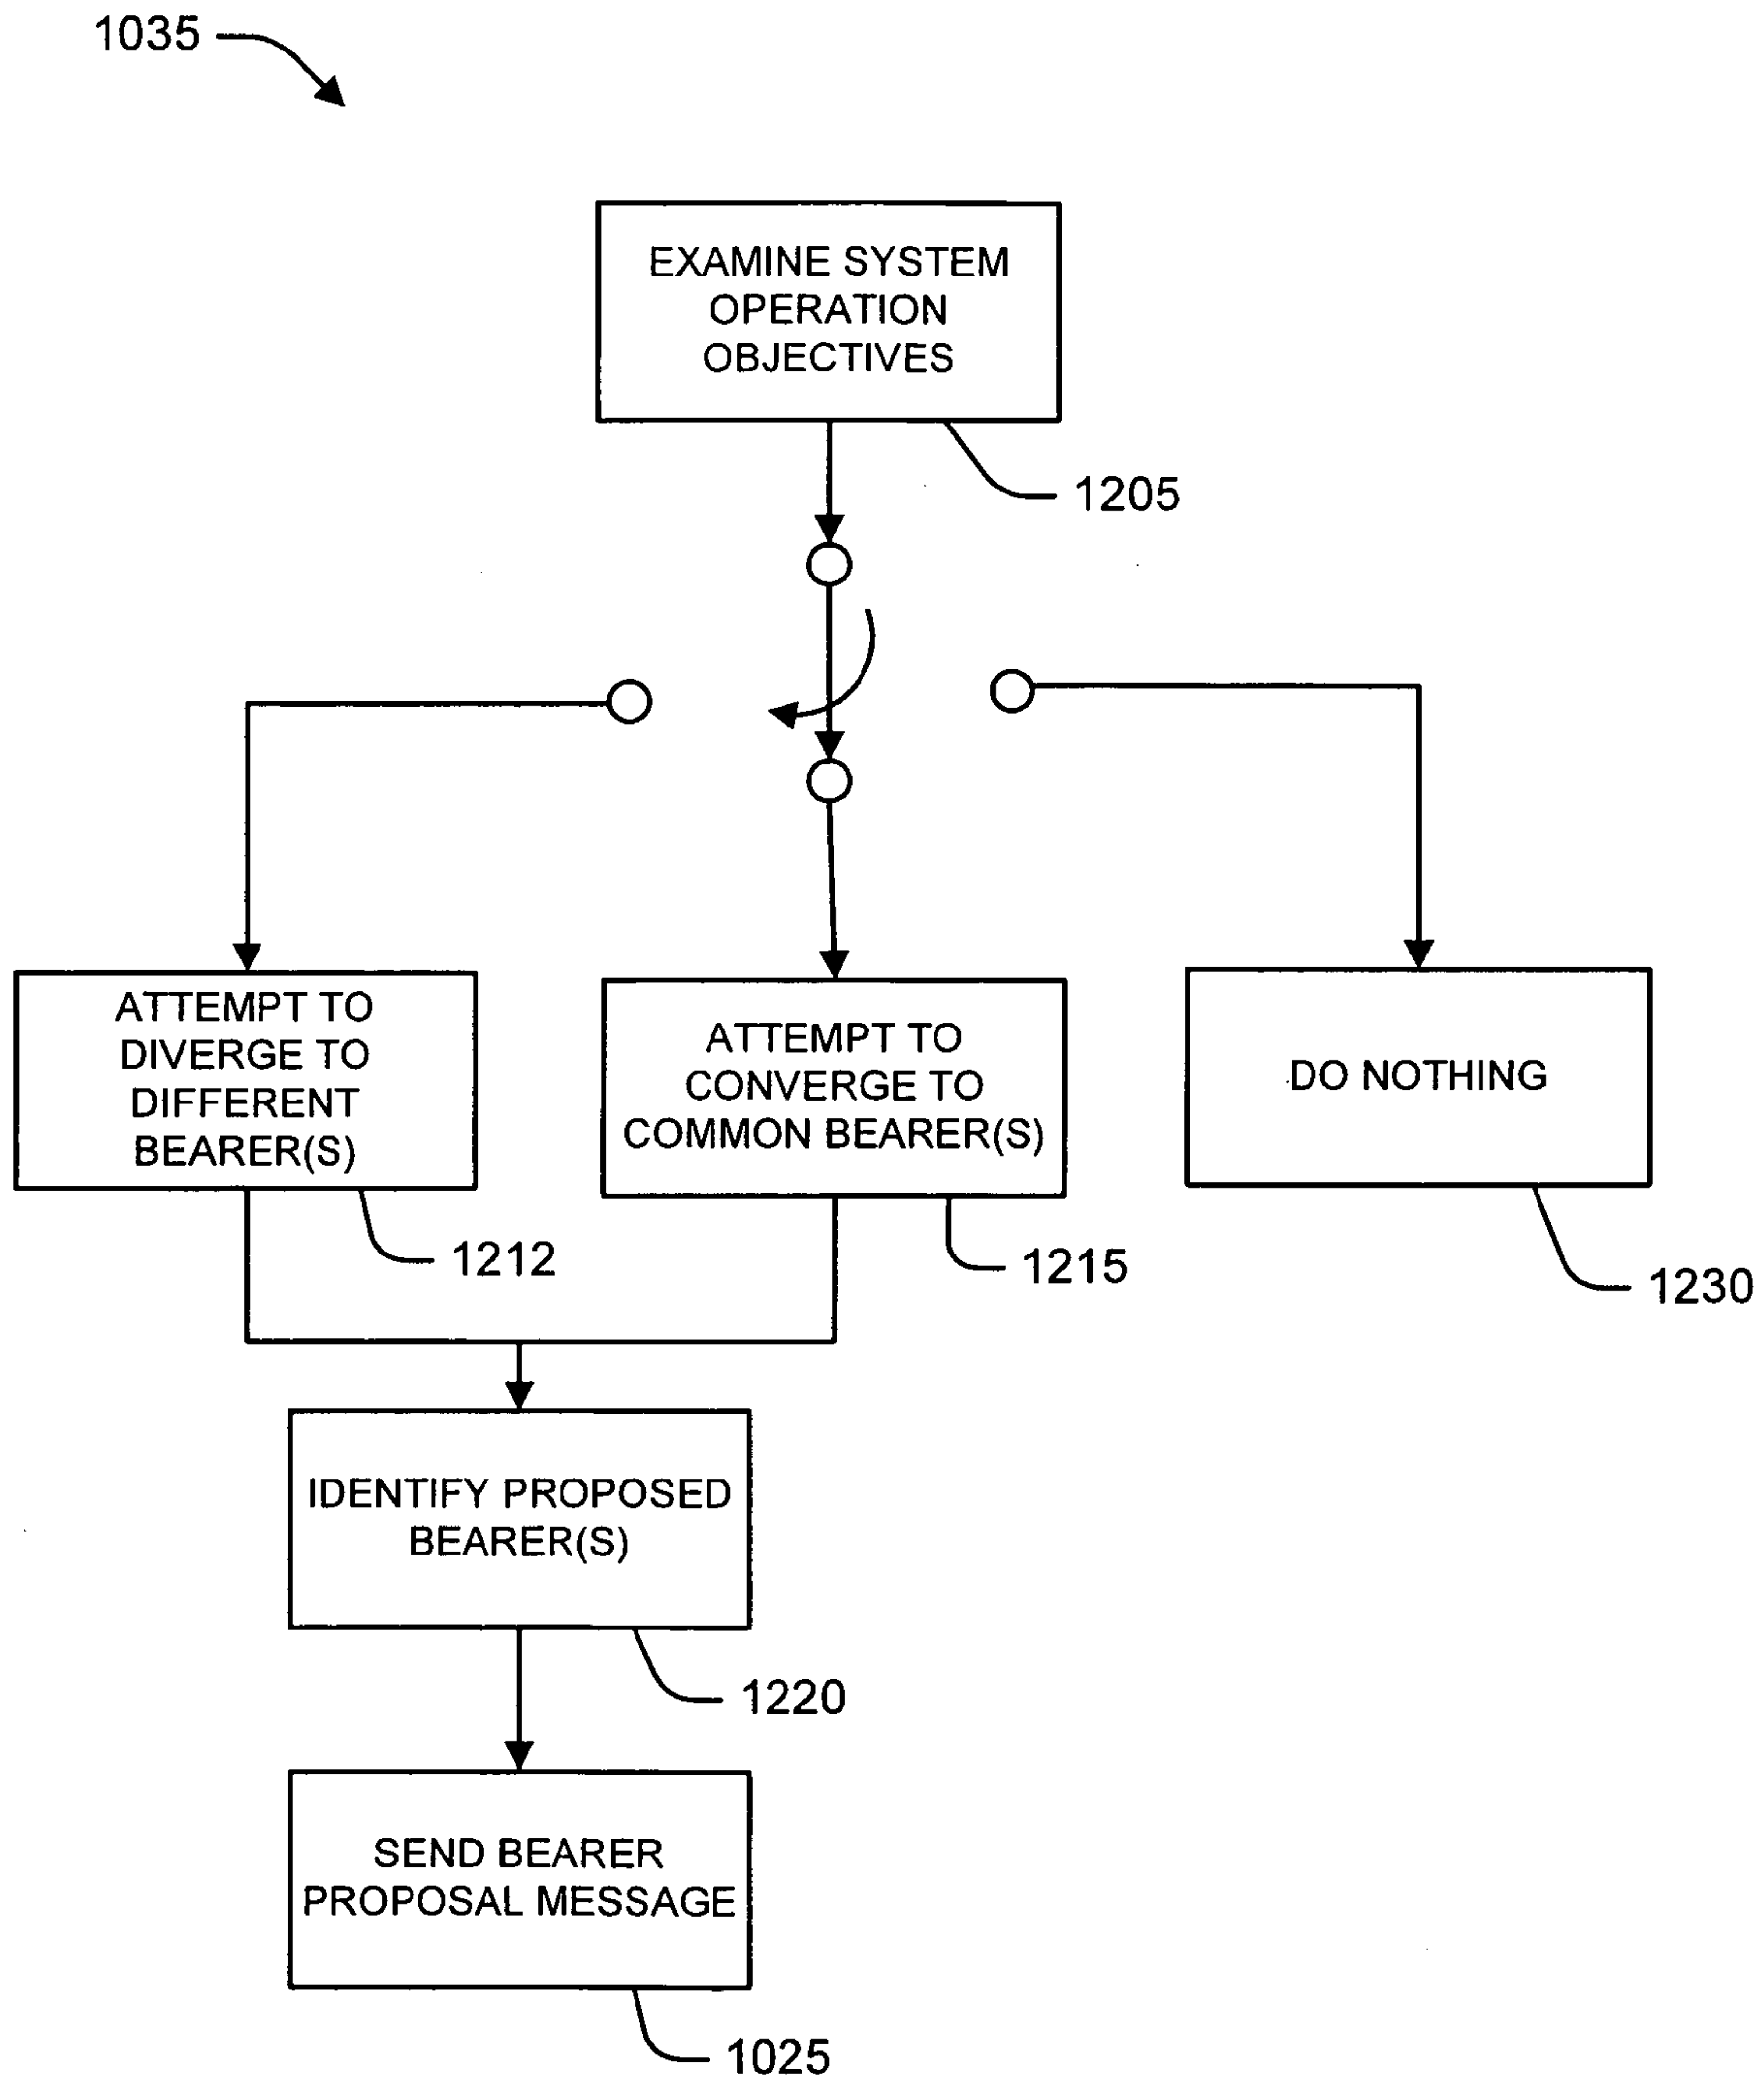 1035
EXAMINE SYSTEM
OPERATION
OBJECTIVES
1205
ATTEMPT TO
DIVERGE TO
DIFFERENT
BEARER(S)
1212
ATTEMPT TO
CONVERGE TO
COMMON BEARER(S)
1215
DO NOTHING
1230
IDENTIFY PROPOSED
BEARER(S)
1220
SEND BEARER
PROPOSAL MESSAGE
1025